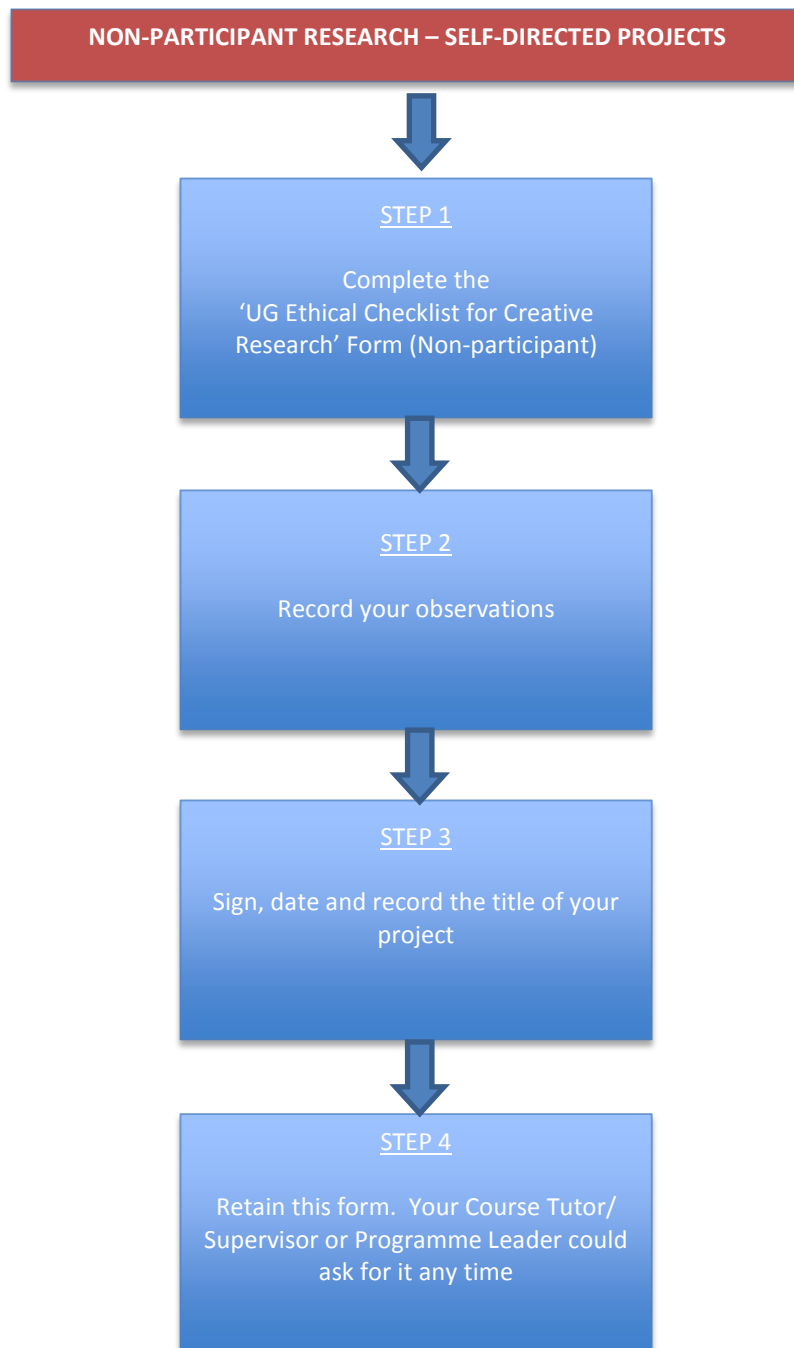 NON-PARTICIPANT RESEARCH – SELF-DIRECTED PROJECTS
STEP 1
Complete the
‘UG Ethical Checklist for Creative
Research’ Form (Non-participant)
STEP 2
Record your observations
STEP 3
Sign, date and record the title of your
project
STEP 4
Retain this form.  Your Course Tutor/
Supervisor or Programme Leader could
ask for it any time